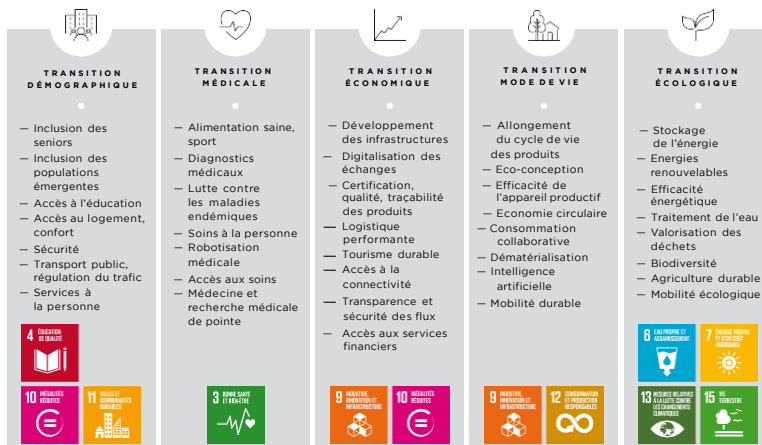 TRANSITION
DÉMOGRAPHIQUE
— Inclusion des
seniors
— Inclusion des
populations
émergentes
— Accès à l'éducation
— Accès au logement,
confort
— Sécurité
— Transport public,
régulation du trafic
— Services à
la personne
4 ÉDUCATION
DE QUALITÉ
10 INÉGALITÉS
RÉDUITES
11 VILLES ET
COMMUNAUTÉS
DURABLES
TRANSITION
MÉDICALE
— Alimentation saine,
sport
— Diagnostics
médicaux
— Lutte contre
les maladies
endémiques
— Soins à la personne
— Robotisation
médicale
— Accès aux soins
— Médecine et
recherche médicale
de pointe
3 BONNE SANTÉ
ET BIEN-ÊTRE
TRANSITION
ÉCONOMIQUE
— Développement
des infrastructures
— Digitalisation des
échanges
— Certification,
qualité, traçabilité
des produits
— Logistique
performante
— Tourisme durable
— Accès à la
connectivité
— Transparence et
sécurité des flux
— Accès aux services
financiers
9 INDUSTRIE,
INNOVATION ET
INFRASTRUCTURE
10 INÉGALITÉS
RÉDUITES
TRANSITION
MODE DE VIE
— Allongement
du cycle de vie
des produits
— Eco-conception
— Efficacité de
l'appareil productif
— Economie circulaire
— Consommation
collaborative
— Dématérialisation
— Intelligence
artificielle
— Mobilité durable
9 INDUSTRIE,
INNOVATION ET
INFRASTRUCTURE
12 CONSOMMATION
ET PRODUCTION
RESPONSABLES
TRANSITION
ÉCOLOGIQUE
— Stockage
de l'énergie
— Energies
renouvelables
— Efficacité
énergétique
— Traitement de l'eau
— Valorisation des
déchets
— Biodiversité
— Agriculture durable
— Mobilité écologique
6 EAU PROPRE ET
ASSAINISSEMENT
7 ÉNERGIE PROPRE
ET D'UN COÛT
ABORDABLE
13 MESURES RELATIVES
À LA LUTTE CONTRE
LES CHANGEMENTS
CLIMATIQUES
15 VIE
TERRESTRE